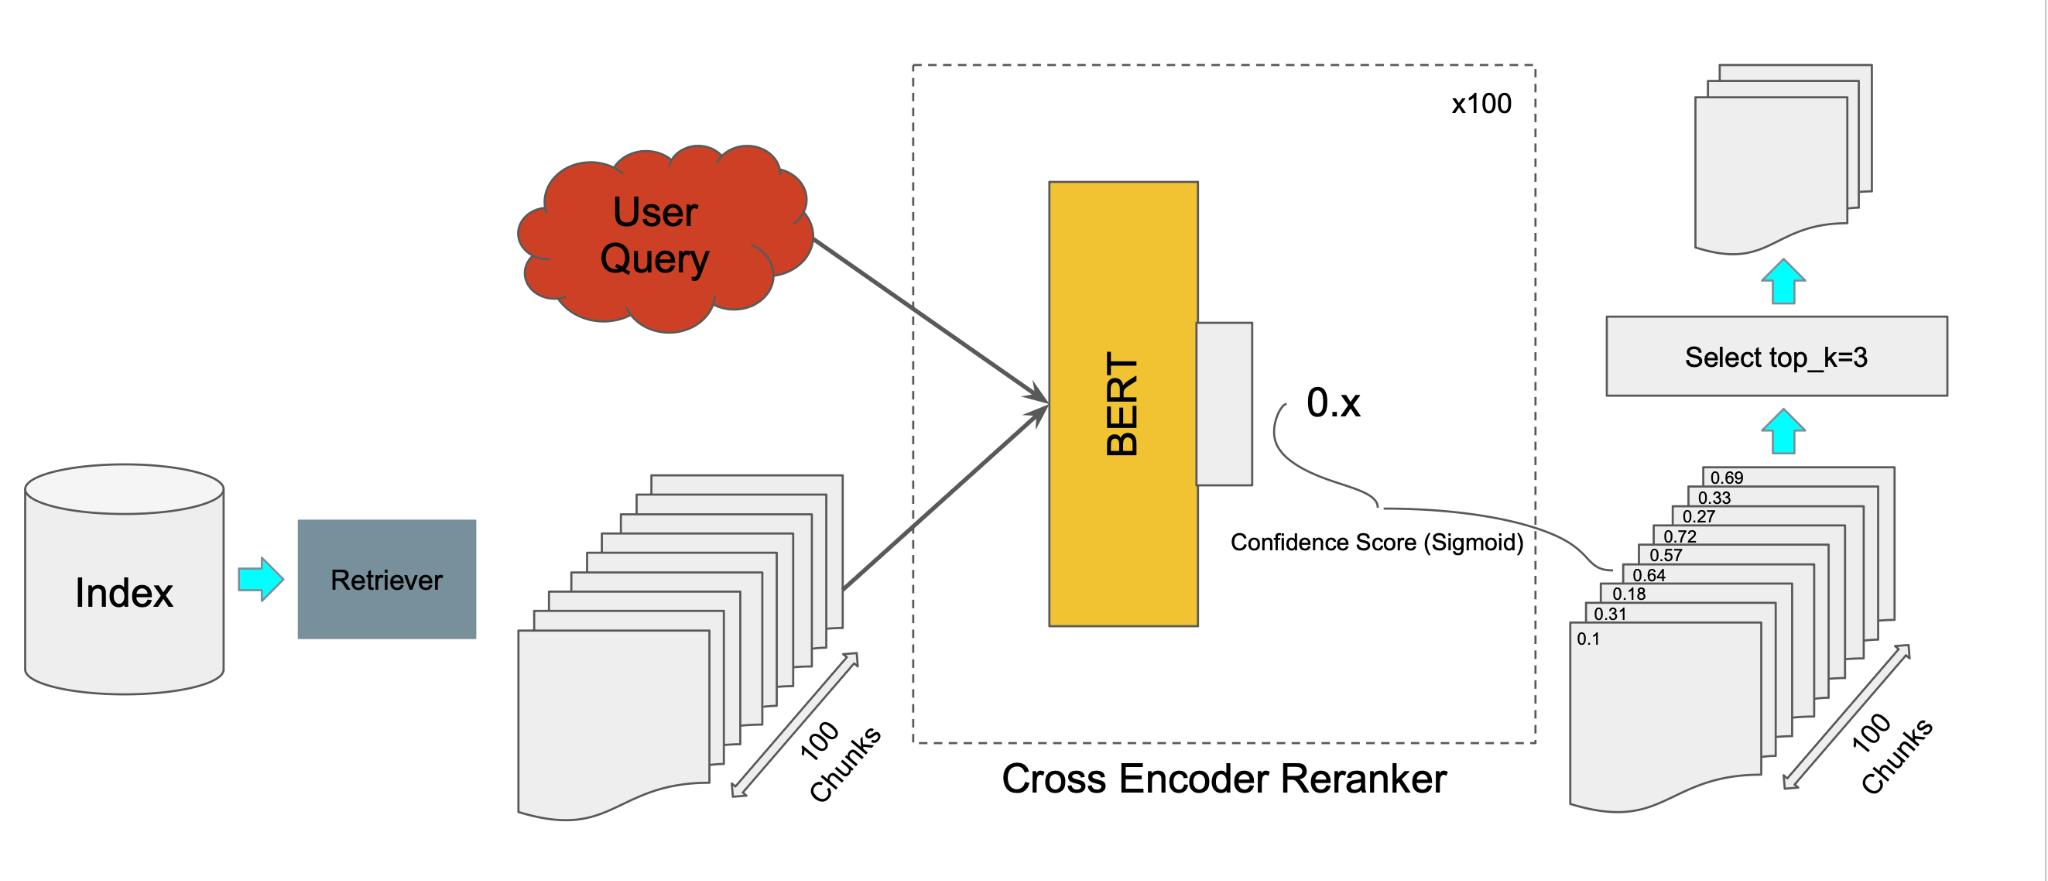 Index
Retriever
User
Query
100
Chunks
x100
BERT
0.x
Confidence Score (Sigmoid)
Cross Encoder Reranker
Select top_k=3
0.69
0.33
0.27
0.72
0.57
0.64
0.18
0.31
0.1
100
Chunks